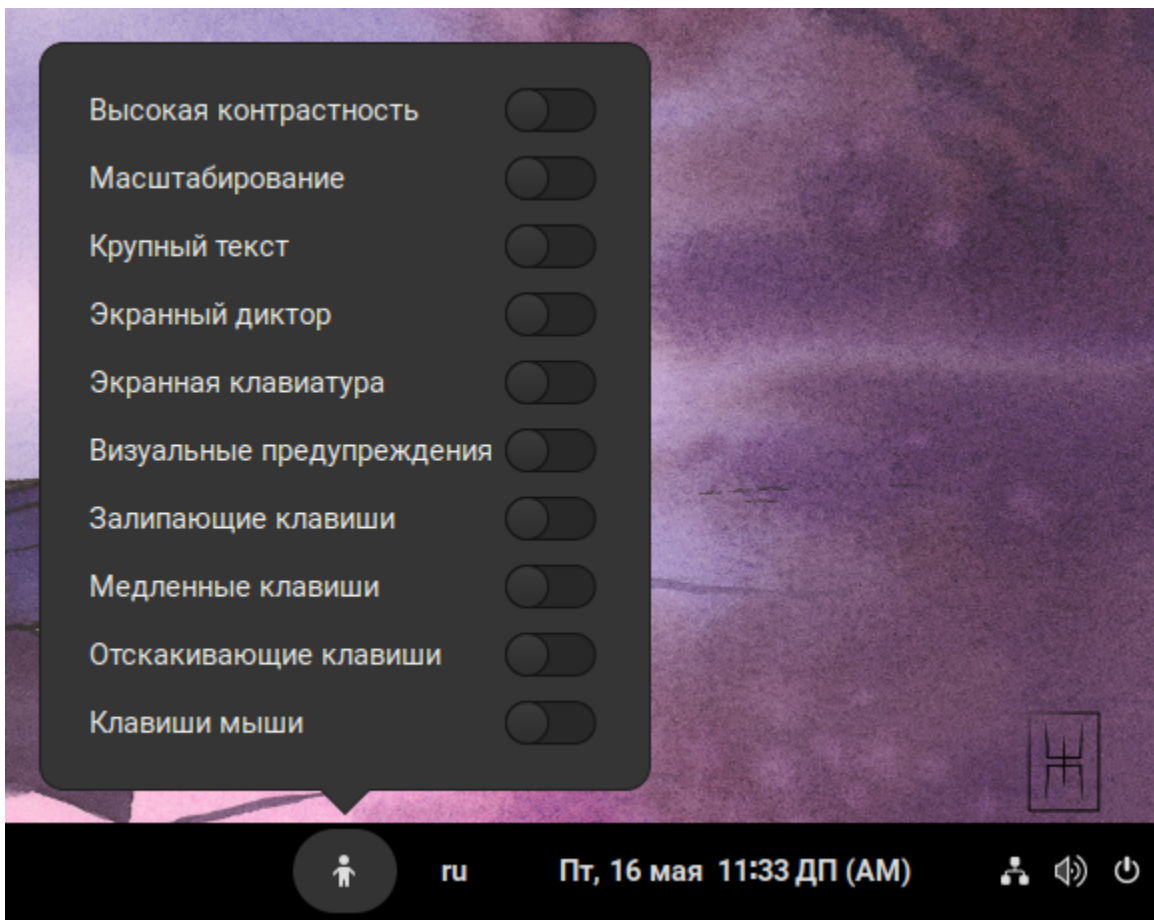 Высокая контрастность
Масштабирование
Крупный текст
Экранный диктор
Экранная клавиатура
Визуальные предупреждения
Залипающие клавиши
Медленные клавиши
Отскакивающие клавиши
Клавиши мыши
ru Пт, 16 мая 11:33 ДП (AM)